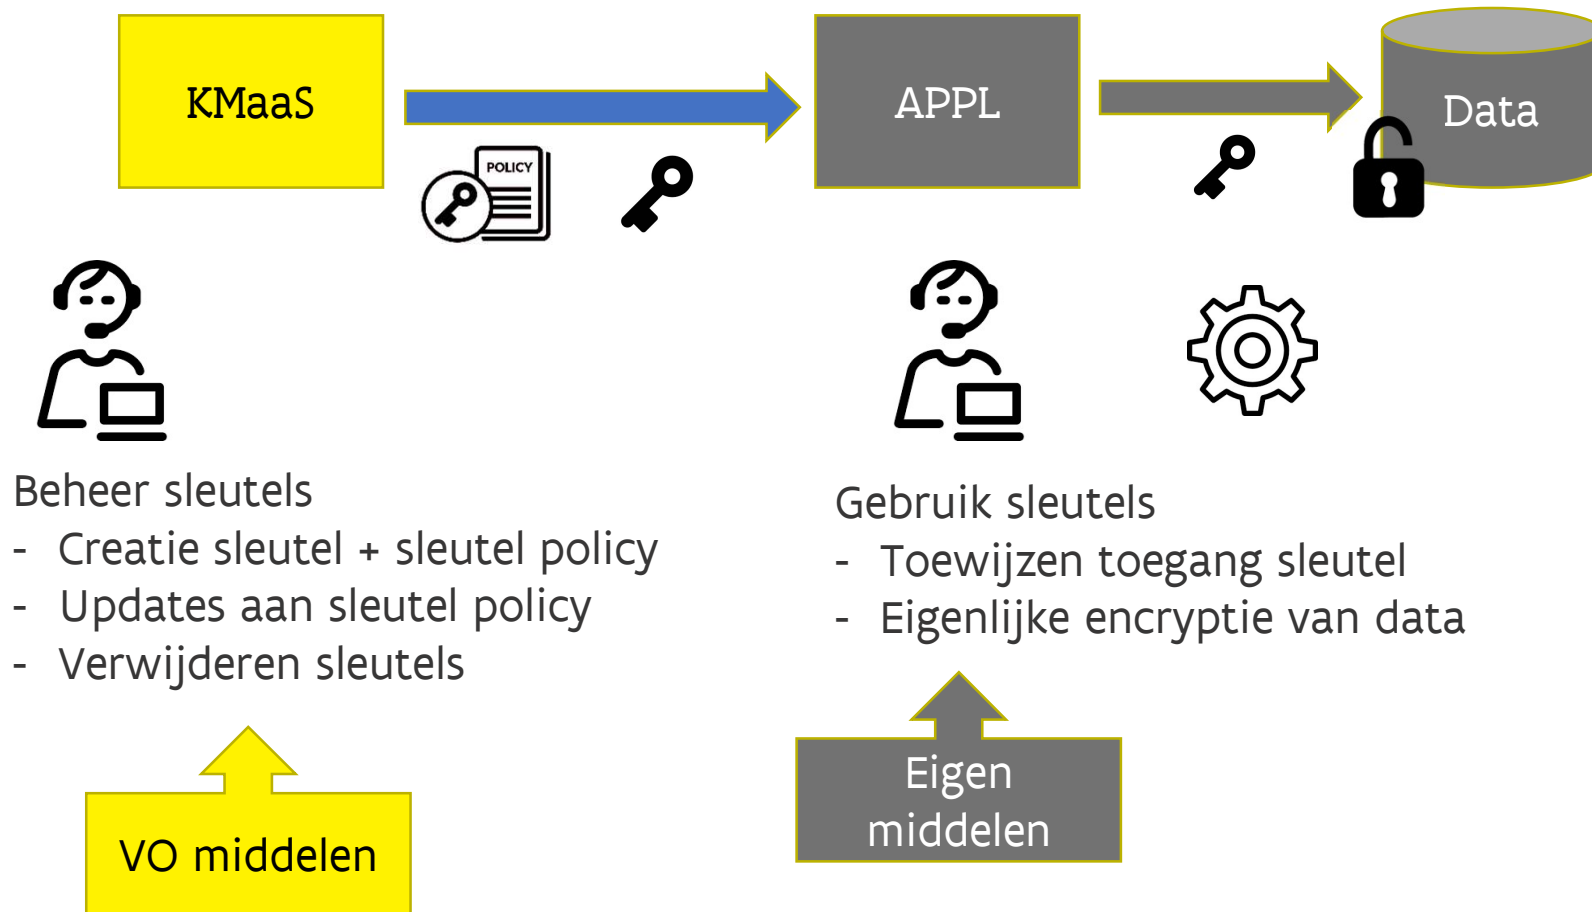 KMaaS
APPL
Data
POLICY
Beheer sleutels
- Creatie sleutel + sleutel policy
- Updates aan sleutel policy
- Verwijderen sleutels
Gebruik sleutels
- Toewijzen toegang sleutel
- Eigenlijke encryptie van data
VO middelen
Eigen
middelen